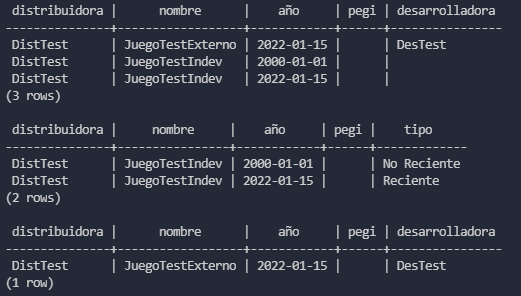 distribuidora | nombre | año | pegi | desarrolladora
---------------+------------------+------------+------+----------------
DistTest | JuegoTestExterno | 2022-01-15 | | DesTest
DistTest | JuegoTestIndev | 2000-01-01 | |
DistTest | JuegoTestIndev | 2022-01-15 | |
(3 rows)
distribuidora | nombre | año | pegi | tipo
---------------+----------------+------------+------+-------------
DistTest | JuegoTestIndev | 2000-01-01 | | No Reciente
DistTest | JuegoTestIndev | 2022-01-15 | | Reciente
(2 rows)
distribuidora | nombre | año | pegi | desarrolladora
---------------+------------------+------------+------+----------------
DistTest | JuegoTestExterno | 2022-01-15 | | DesTest
(1 row)